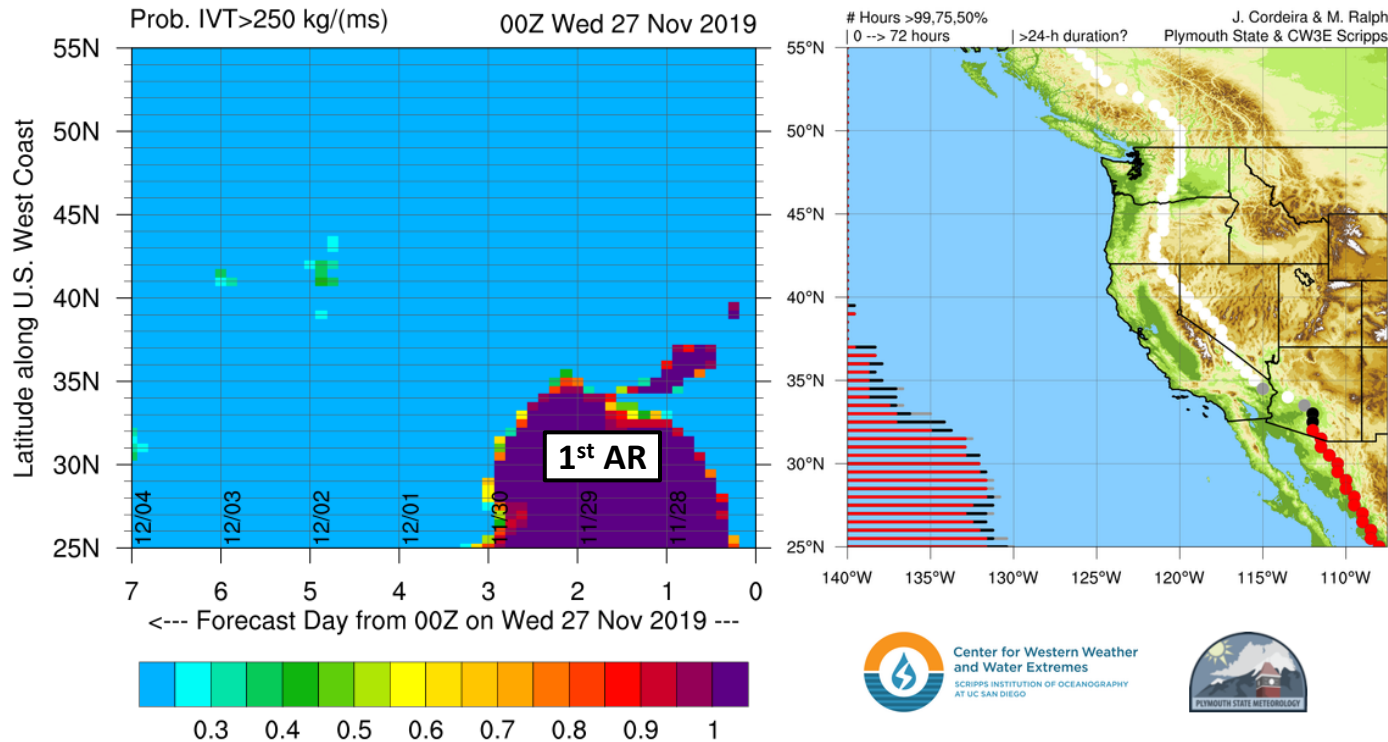 Prob. IVT>250 kg/(ms)
00Z Wed 27 Nov 2019
Latitude along U.S. West Coast
55N
50N
45N
40N
35N
30N
25N
1st AR
12/04
12/03
12/02
12/01
11/30
11/29
11/28
7 6 5 4 3 2 1 0
<--- Forecast Day from 00Z on Wed 27 Nov 2019 ---
0.3 0.4 0.5 0.6 0.7 0.8 0.9 1
# Hours >99,75,50%
| 0 --> 72 hours
| >24-h duration?
J. Cordeira & M. Ralph
Plymouth State & CW3E Scripps
55°N
50°N
45°N
40°N
35°N
30°N
25°N
140°W 135°W 130°W 125°W 120°W 115°W 110°W
Center for Western Weather
and Water Extremes
SCRIPPS INSTITUTION OF OCEANOGRAPHY
AT UC SAN DIEGO
PLYMOUTH STATE METEOROLOGY